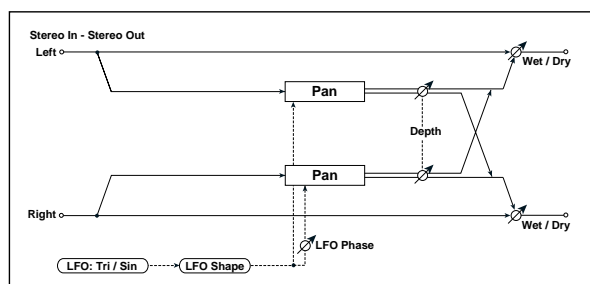 Stereo In - Stereo Out
Left
Wet / Dry
Pan
Depth
Pan
Right
Wet / Dry
LFO Phase
LFO: Tri / Sin
LFO Shape